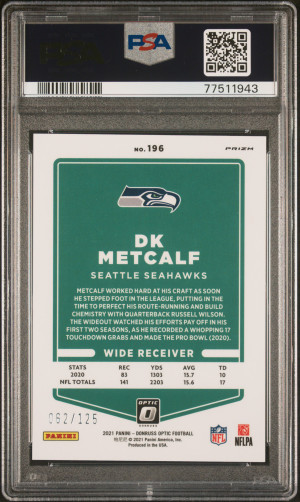 PSA
77511943
NO. 196
PRIZM
DK
METCALF
SEATTLE SEAHAWKS
METCALF WORKED HARD AT HIS CRAFT AS SOON
HE STEPPED FOOT IN THE LEAGUE, PUTTING IN THE
TIME TO PERFECT HIS ROUTE-RUNNING AND BUILD
CHEMISTRY WITH QUARTERBACK RUSSELL WILSON.
THE WIDEOUT WATCHED HIS EFFORTS PAY OFF IN HIS
FIRST TWO SEASONS, AS HE RECORDED A WHOPPING 17
TOUCHDOWN GRABS AND MADE THE PRO BOWL (2020).
WIDE RECEIVER
STATS REC YDS AVG TD
2020 83 1303 15.7 10
NFL TOTALS 141 2203 15.6 17
062/125
OPTIC
DONRUSS
PANINI
2021 PANINI - DONRUSS OPTIC FOOTBALL
© 2021 Panini America, Inc.
Produced in the USA.
NFL
NFLPA